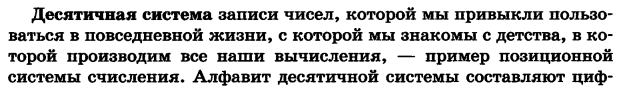 Десятичная система записи чисел, которой мы привыкли пользо-
ваться в повседневной жизни, с которой мы знакомы с детства, в ко-
торой производим все наши вычисления, — пример позиционной
системы счисления. Алфавит десятичной системы составляют циф-